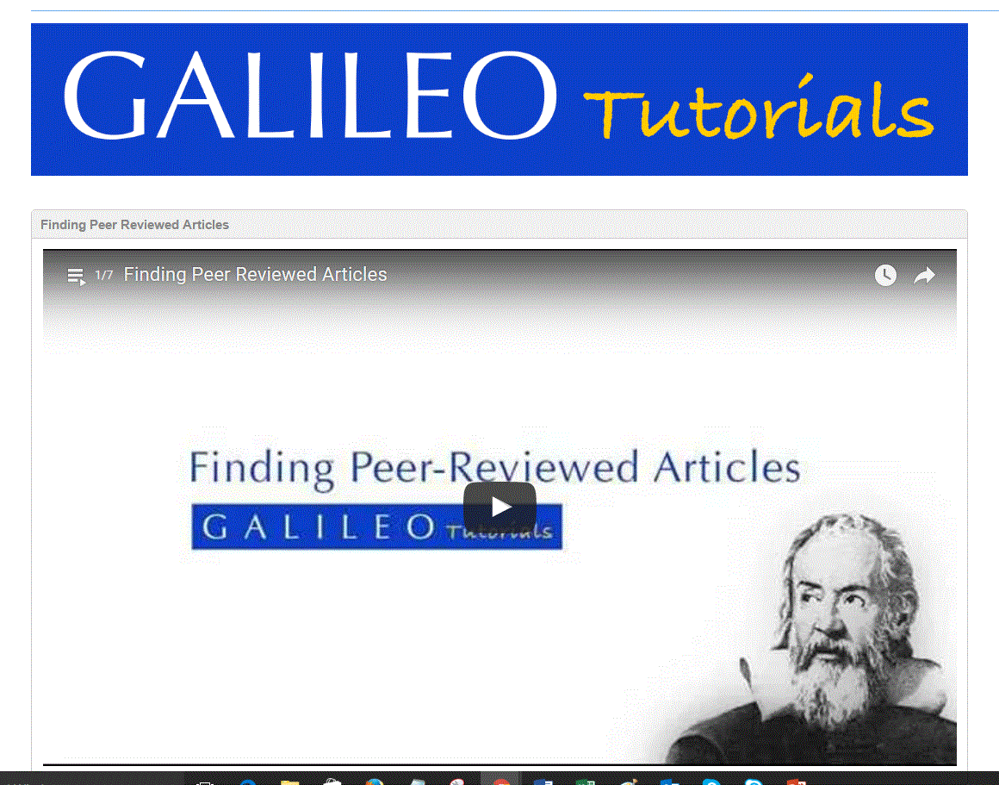 GALILEO Tutorials
Finding Peer Reviewed Articles
1/7 Finding Peer Reviewed Articles
Finding Peer-Reviewed Articles
GALILEO Tutorials